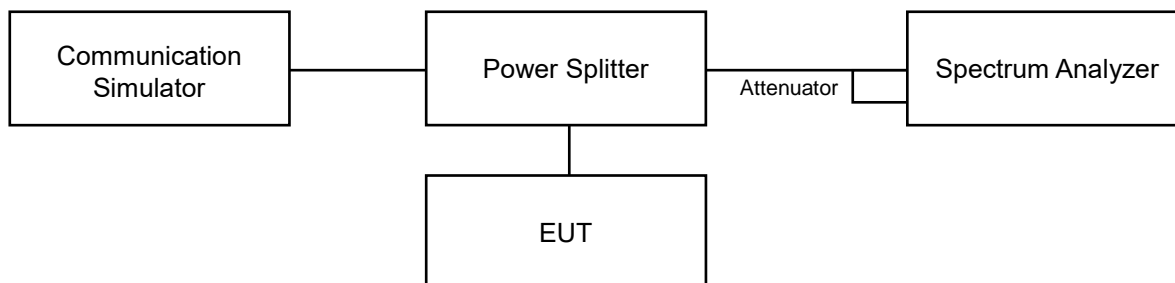 Communication
Simulator
Power Splitter
Attenuator
Spectrum Analyzer
EUT